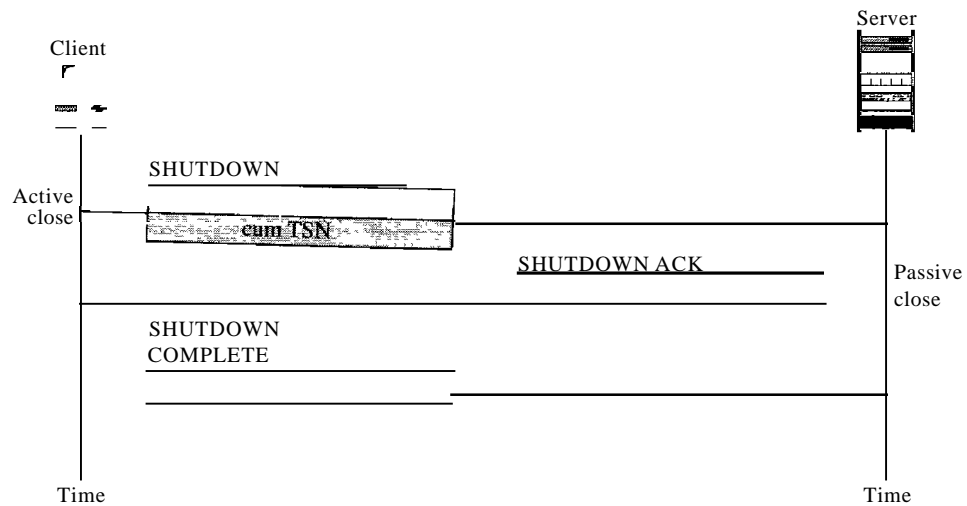 Server
Client
SHUTDOWN
Active
close
cum TSN
SHUTDOWN ACK
Passive
close
SHUTDOWN
COMPLETE
Time
Time